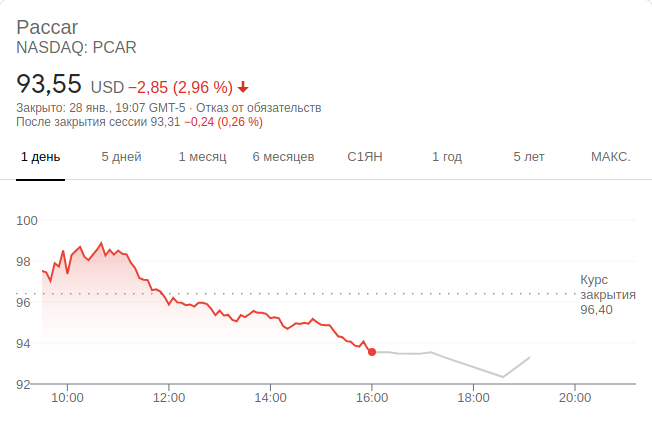 Paccar
NASDAQ: PCAR
93,55 USD −2,85 (2,96 %)
Закрыто: 28 янв., 19:07 GMT-5 · Отказ от обязательств
После закрытия сессии 93,31 −0,24 (0,26 %)
1 день 5 дней 1 месяц 6 месяцев С1ЯН 1 год 5 лет МАКС.
100
98
96
94
92
Курс
закрытия
96,40
10:00 12:00 14:00 16:00 18:00 20:00